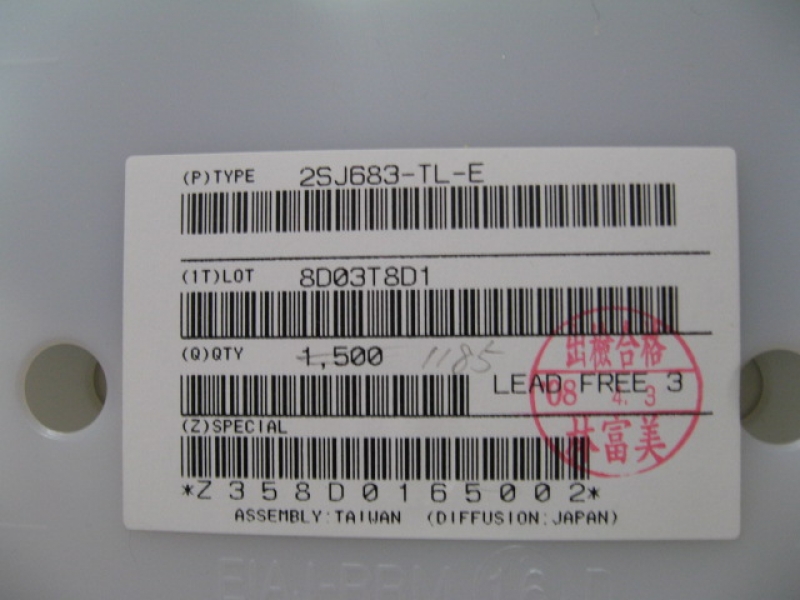 (P)TYPE 2SJ683-TL-E
(1T)LOT 8D03T8D1
(Q)QTY 1,500 1185
LEAD FREE 3
出檢合格
08 4. 3
林富美
(Z)SPECIAL
*Z358D0165002*
ASSEMBLY:TAIWAN (DIFFUSION:JAPAN)